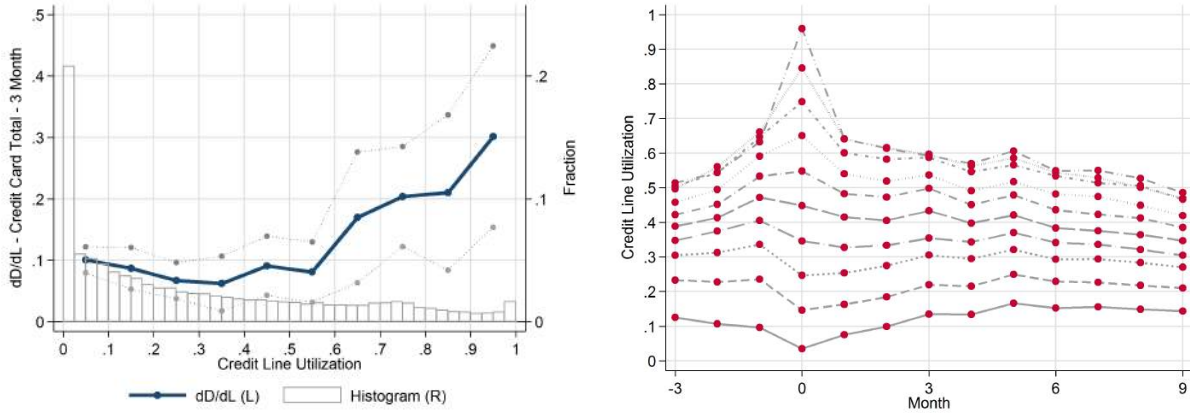 dD/dL - Credit Card Total - 3 Month
.5
.4
.3
.2
.1
0
.2
.1
0
Fraction
0 .1 .2 .3 .4 .5 .6 .7 .8 .9 1
Credit Line Utilization
dD/dL (L) Histogram (R)
Credit Line Utilization
1
.9
.8
.7
.6
.5
.4
.3
.2
.1
0
-3 0 3 6 9
Month